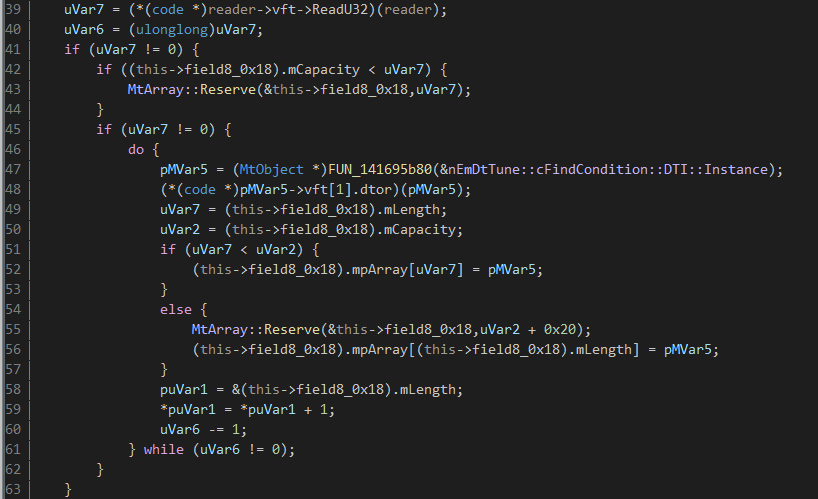 39 uVar7 = (*(code *)reader->vft->ReadU32)(reader);
40 uVar6 = (ulonglong)uVar7;
41 if (uVar7 != 0) {
42 if ((this->field8_0x18).mCapacity < uVar7) {
43 MtArray::Reserve(&this->field8_0x18,uVar7);
44 }
45 if (uVar7 != 0) {
46 do {
47 pMVar5 = (MtObject *)FUN_141695b80(&nEmDtTune::cFindCondition::DTI::Instance);
48 (*(code *)pMVar5->vft[1].dtor)(pMVar5);
49 uVar7 = (this->field8_0x18).mLength;
50 uVar2 = (this->field8_0x18).mCapacity;
51 if (uVar7 < uVar2) {
52 (this->field8_0x18).mpArray[uVar7] = pMVar5;
53 }
54 else {
55 MtArray::Reserve(&this->field8_0x18,uVar2 + 0x20);
56 (this->field8_0x18).mpArray[(this->field8_0x18).mLength] = pMVar5;
57 }
58 puVar1 = &(this->field8_0x18).mLength;
59 *puVar1 = *puVar1 + 1;
60 uVar6 -= 1;
61 } while (uVar6 != 0);
62 }
63 }